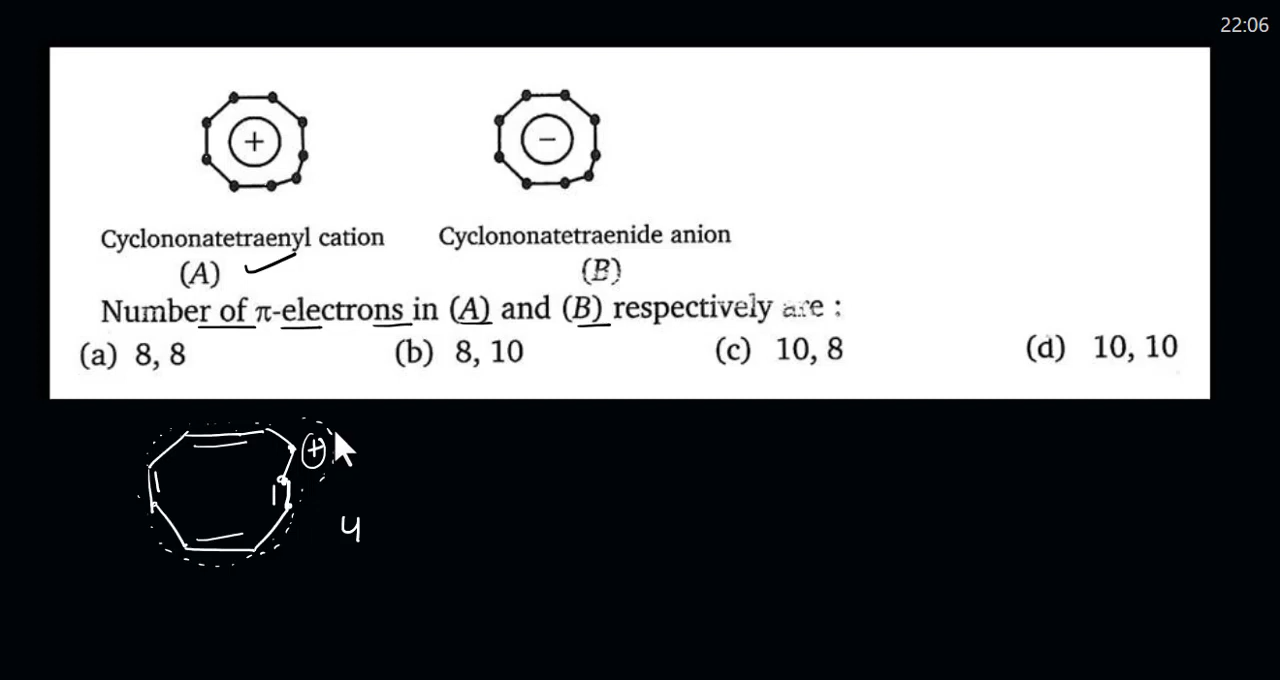 22:06
+
−
Cyclononatetraenyl cation
Cyclononatetraenide anion
(A)
(B)
Number of π-electrons in (A) and (B) respectively are :
(a) 8, 8 (b) 8, 10 (c) 10, 8 (d) 10, 10
+
4